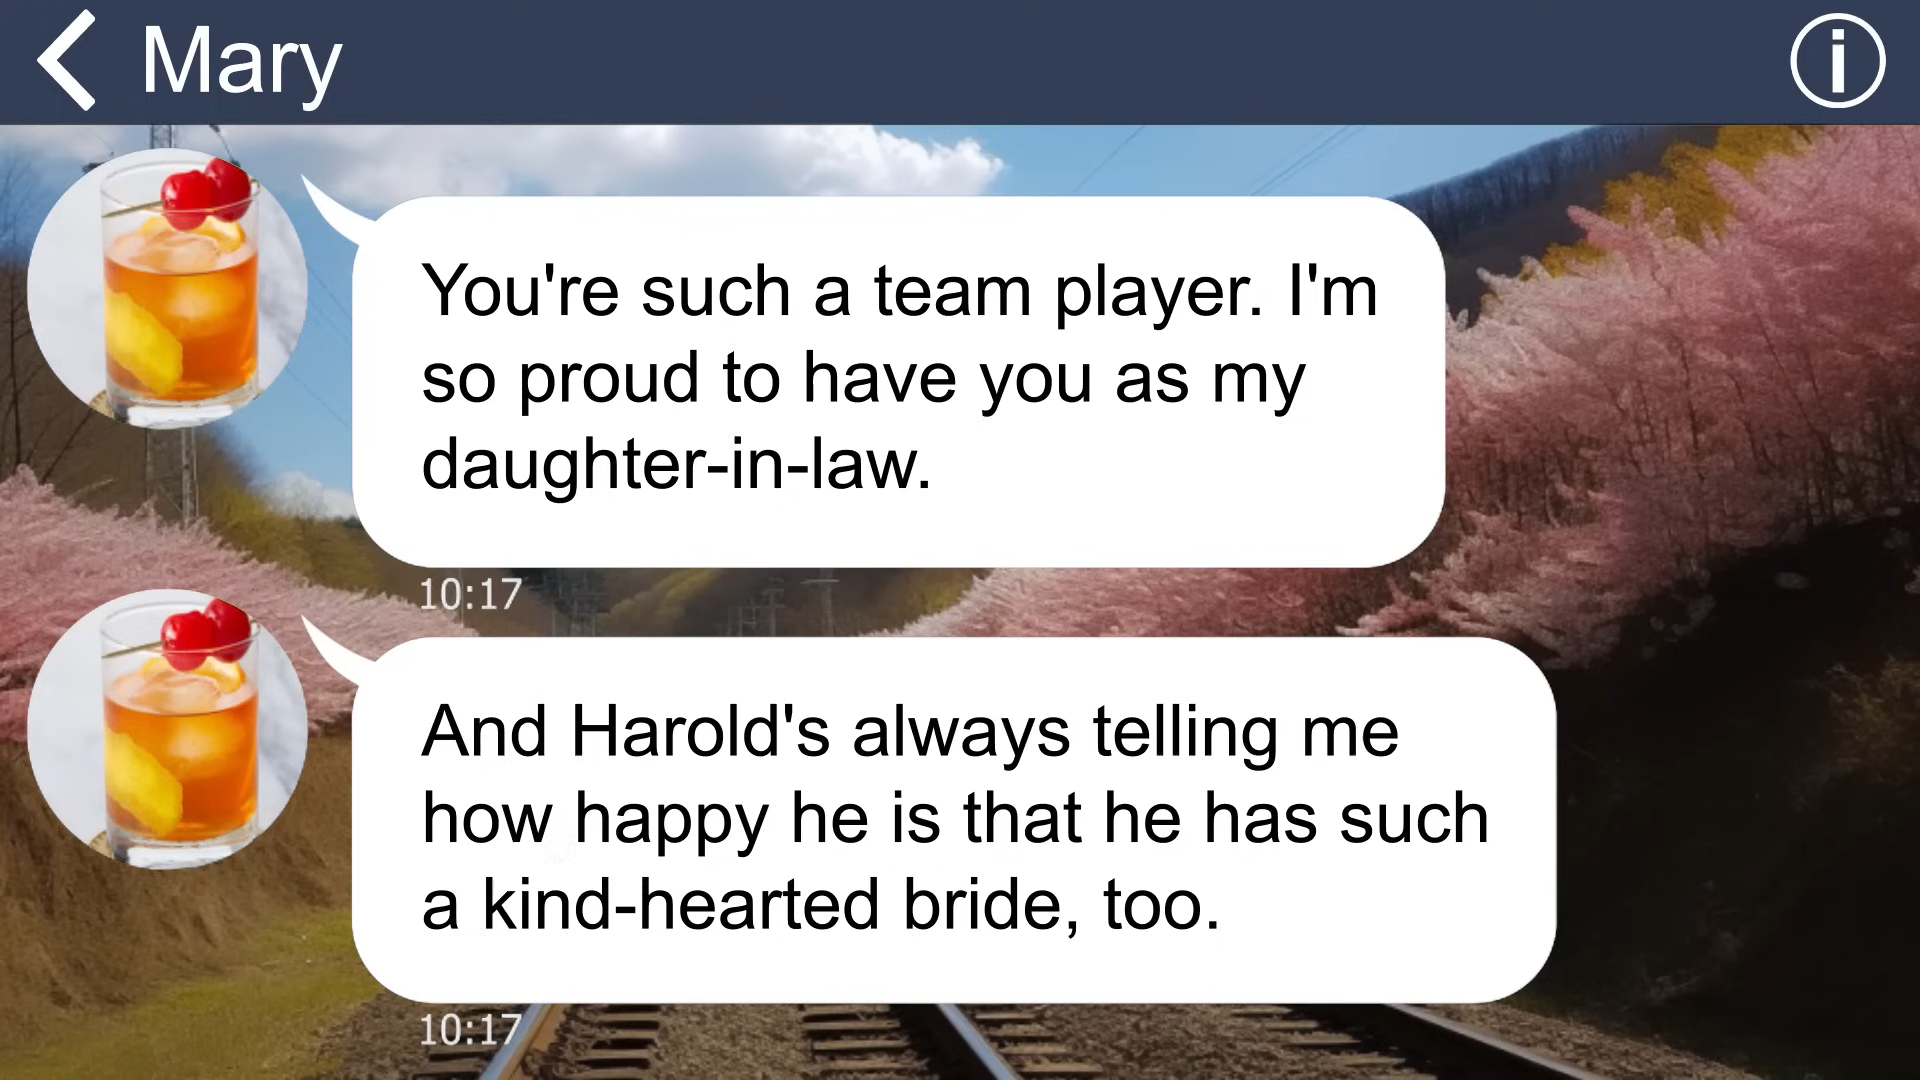 Mary
You're such a team player. I'm
so proud to have you as my
daughter-in-law.
10:17
And Harold's always telling me
how happy he is that he has such
a kind-hearted bride, too.
10:17